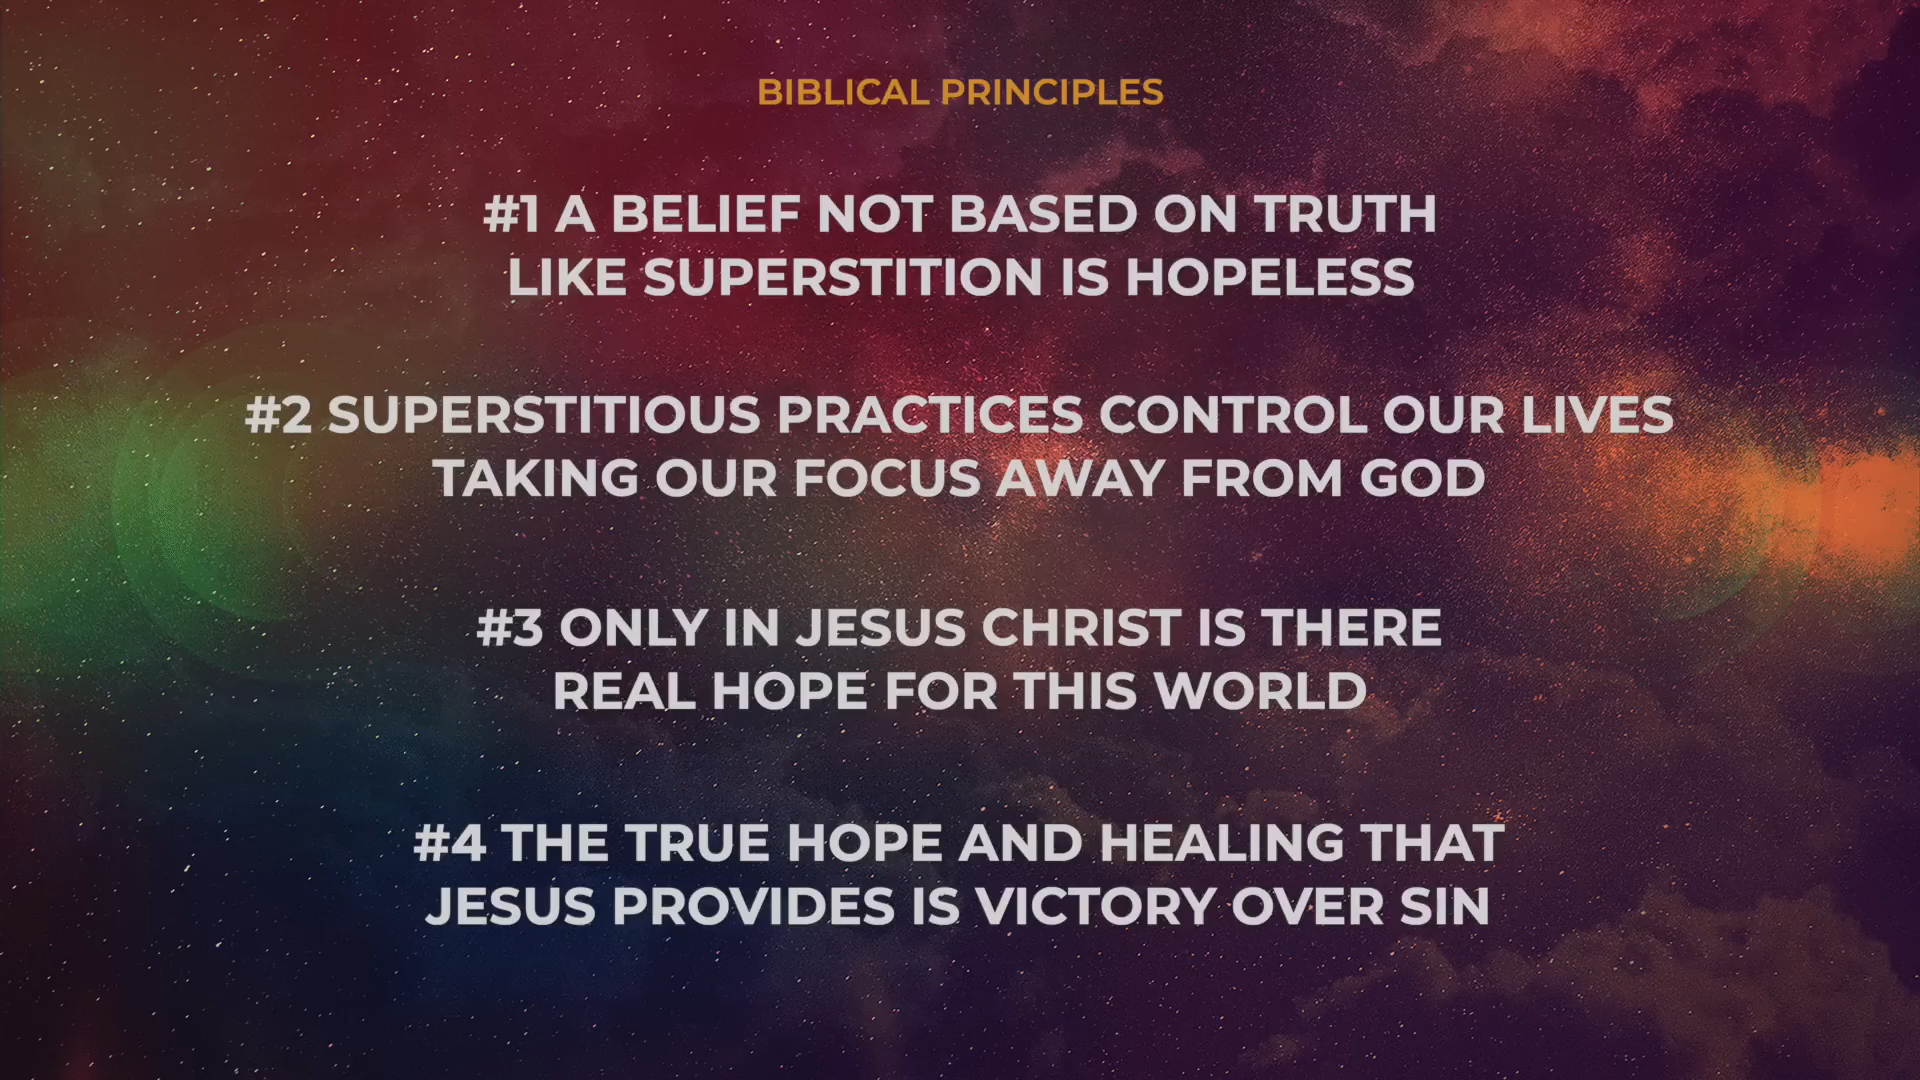 BIBLICAL PRINCIPLES
#1 A BELIEF NOT BASED ON TRUTH
LIKE SUPERSTITION IS HOPELESS
#2 SUPERSTITIOUS PRACTICES CONTROL OUR LIVES
TAKING OUR FOCUS AWAY FROM GOD
#3 ONLY IN JESUS CHRIST IS THERE
REAL HOPE FOR THIS WORLD
#4 THE TRUE HOPE AND HEALING THAT
JESUS PROVIDES IS VICTORY OVER SIN